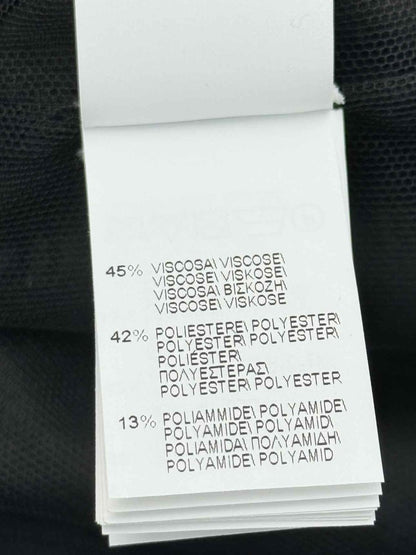 45% VISCOSA\ VISCOSE\
VISCOSE\ VISKOSE\
VISCOSA\ ΒΙΣΚΟΖΗ\
VISCOSE\ VISKOSE
42% POLIESTERE\ POLYESTER\
POLYESTER\ POLYESTER\
POLIÉSTER\
ΠΟΛΥΕΣΤΕΡΑΣ\
POLYESTER\ POLYESTER
13% POLIAMMIDE\ POLYAMIDE\
POLYAMIDE\ POLYAMID\
POLIAMIDA\ ΠΟΛΥΑΜΙΔΗ\
POLYAMIDE\ POLYAMID